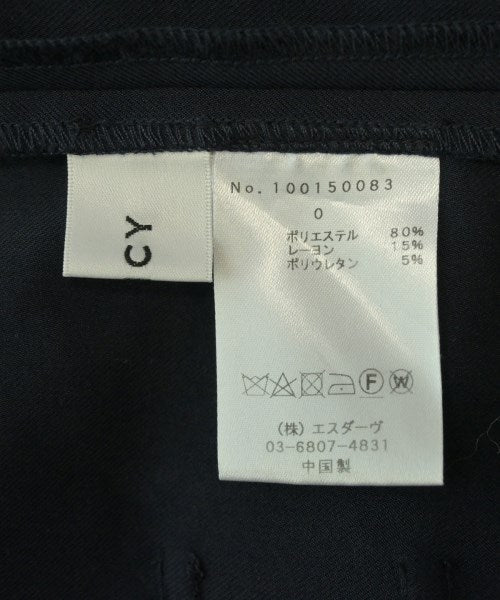 CY
No. 100150083
0
ポリエステル 80%
レーヨン 15%
ポリウレタン 5%
F W
(株) エスダーヴ
03-6807-4831
中国製